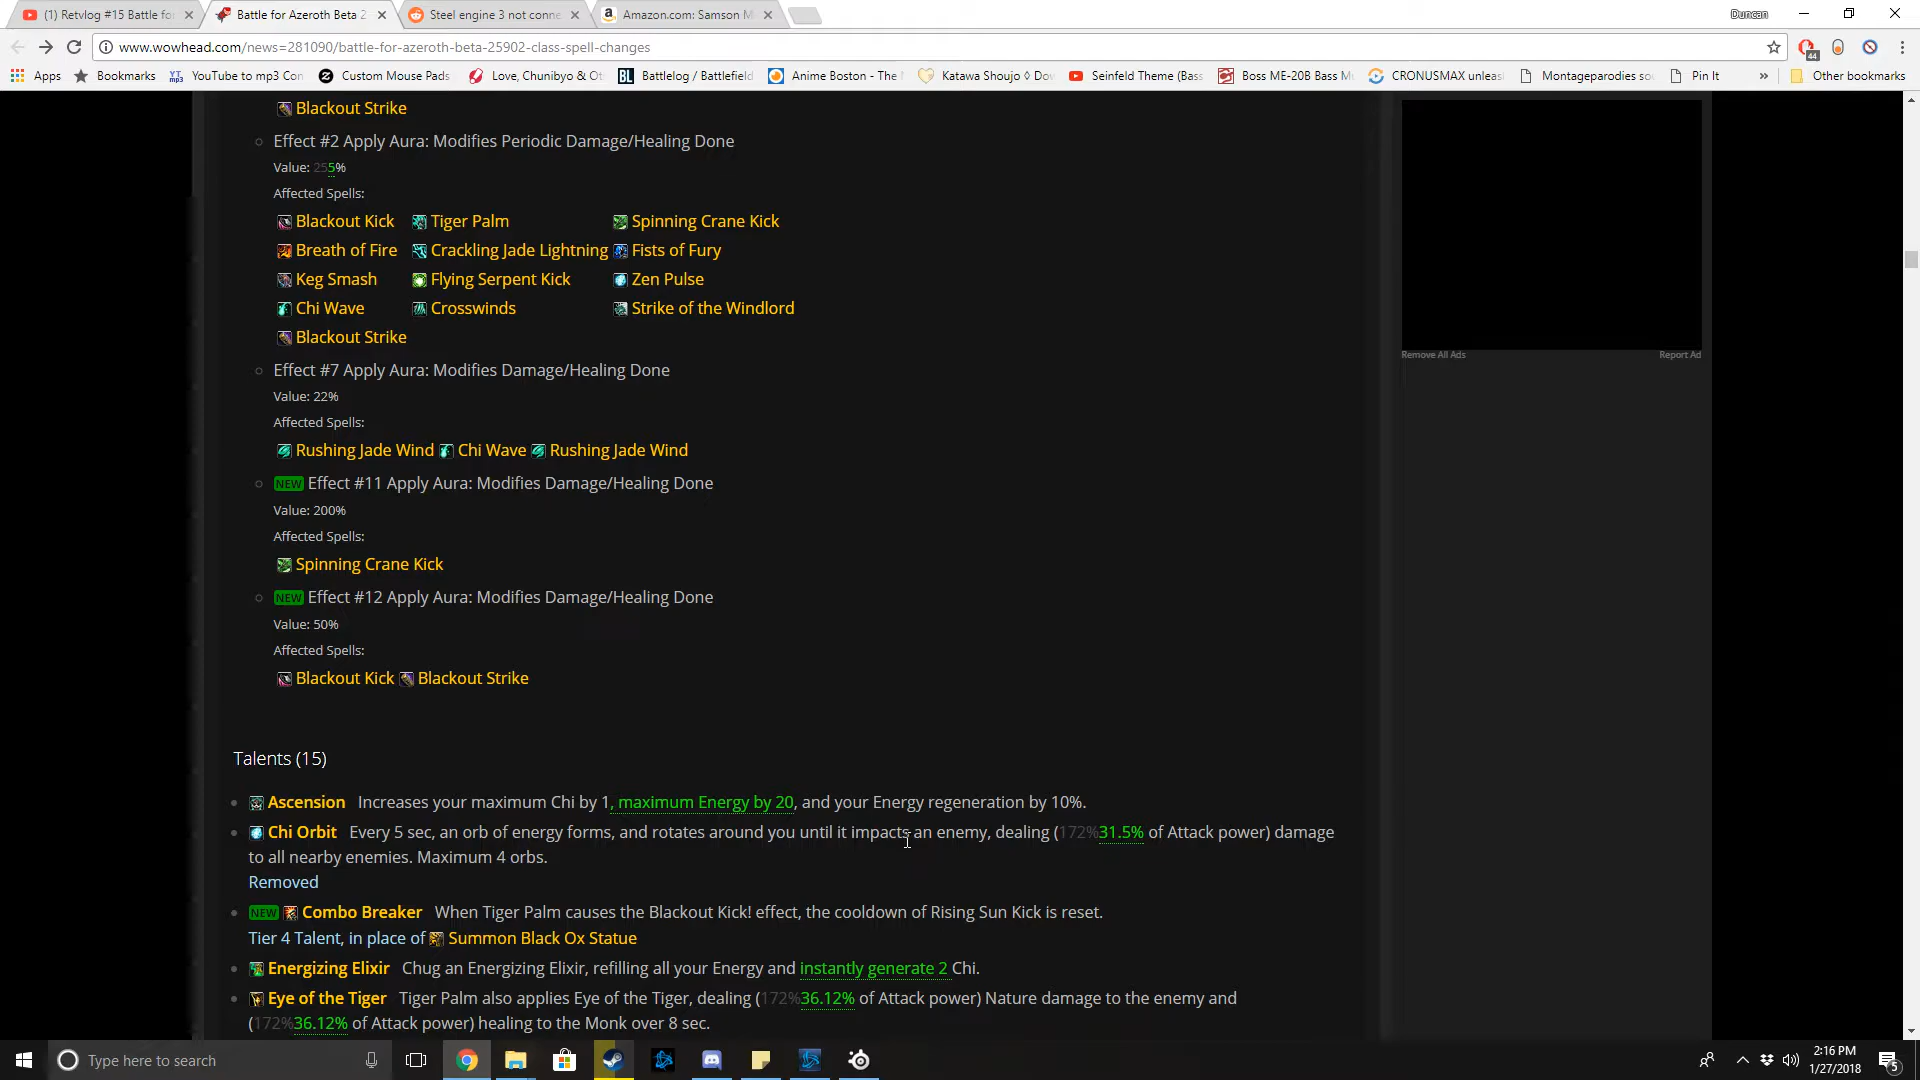 (1) Retvlog #15 Battle fo
Battle for Azeroth Beta 2
Steel engine 3 not conne
Amazon.com: Samson M
Duncan
www.wowhead.com/news=281090/battle-for-azeroth-beta-25902-class-spell-changes
44
Apps
Bookmarks
YouTube to mp3 Con
Custom Mouse Pads
Love, Chunibyo & Ot
Battlelog / Battlefield
Anime Boston - The
Katawa Shoujo ◊ Dow
Seinfeld Theme (Bass
Boss ME-20B Bass M
CRONUSMAX unleas
Montageparodies so
Pin It
»
Other bookmarks
Blackout Strike
Effect #2 Apply Aura: Modifies Periodic Damage/Healing Done
Value: 255%
Affected Spells:
Blackout Kick Tiger Palm Spinning Crane Kick
Breath of Fire Crackling Jade Lightning Fists of Fury
Keg Smash Flying Serpent Kick Zen Pulse
Chi Wave Crosswinds Strike of the Windlord
Blackout Strike
Effect #7 Apply Aura: Modifies Damage/Healing Done
Value: 22%
Affected Spells:
Rushing Jade Wind Chi Wave Rushing Jade Wind
NEW Effect #11 Apply Aura: Modifies Damage/Healing Done
Value: 200%
Affected Spells:
Spinning Crane Kick
NEW Effect #12 Apply Aura: Modifies Damage/Healing Done
Value: 50%
Affected Spells:
Blackout Kick Blackout Strike
Remove All Ads
Report Ad
Talents (15)
Ascension Increases your maximum Chi by 1, maximum Energy by 20, and your Energy regeneration by 10%.
Chi Orbit Every 5 sec, an orb of energy forms, and rotates around you until it impacts an enemy, dealing (172%31.5% of Attack power) damage
to all nearby enemies. Maximum 4 orbs.
Removed
NEW Combo Breaker When Tiger Palm causes the Blackout Kick! effect, the cooldown of Rising Sun Kick is reset.
Tier 4 Talent, in place of Summon Black Ox Statue
Energizing Elixir Chug an Energizing Elixir, refilling all your Energy and instantly generate 2 Chi.
Eye of the Tiger Tiger Palm also applies Eye of the Tiger, dealing (172%36.12% of Attack power) Nature damage to the enemy and
(172%36.12% of Attack power) healing to the Monk over 8 sec.
Type here to search
2:16 PM
1/27/2018
5